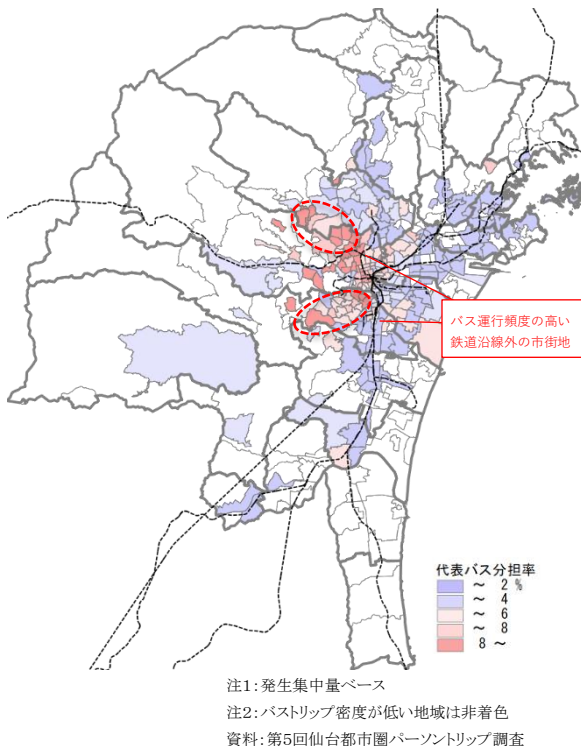 バス運行頻度の高い
鉄道沿線外の市街地
代表バス分担率
～ 2 %
～ 4
～ 6
～ 8
8 ～
注1:発生集中量ベース
注2:バストリップ密度が低い地域は非着色
資料:第5回仙台都市圏パーソントリップ調査